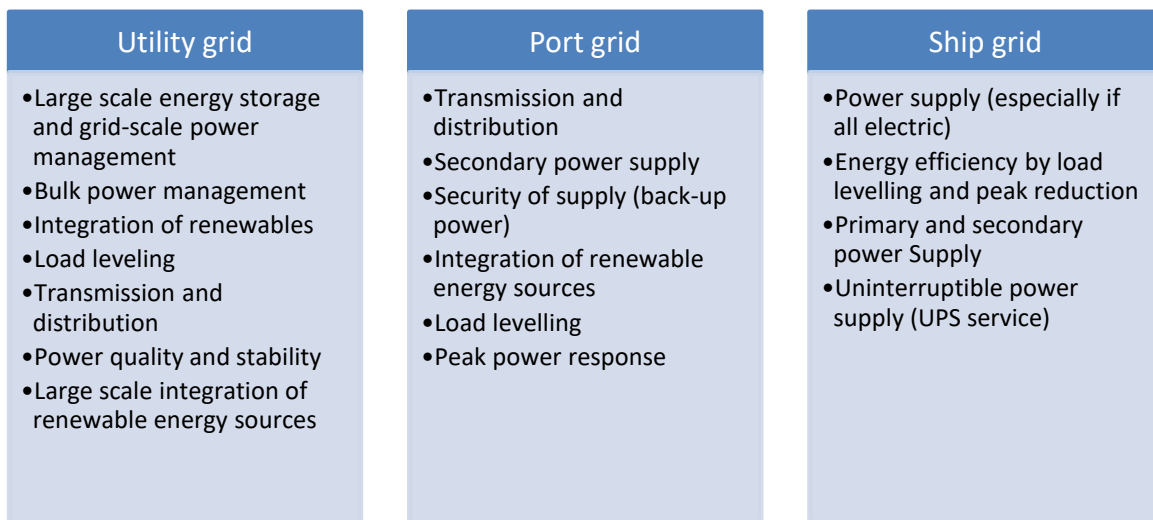 Utility grid
•Large scale energy storage
and grid-scale power
management
•Bulk power management
•Integration of renewables
•Load leveling
•Transmission and
distribution
•Power quality and stability
•Large scale integration of
renewable energy sources
Port grid
•Transmission and
distribution
•Secondary power supply
•Security of supply (back-up
power)
•Integration of renewable
energy sources
•Load levelling
•Peak power response
Ship grid
•Power supply (especially if
all electric)
•Energy efficiency by load
levelling and peak reduction
•Primary and secondary
power Supply
•Uninterruptible power
supply (UPS service)